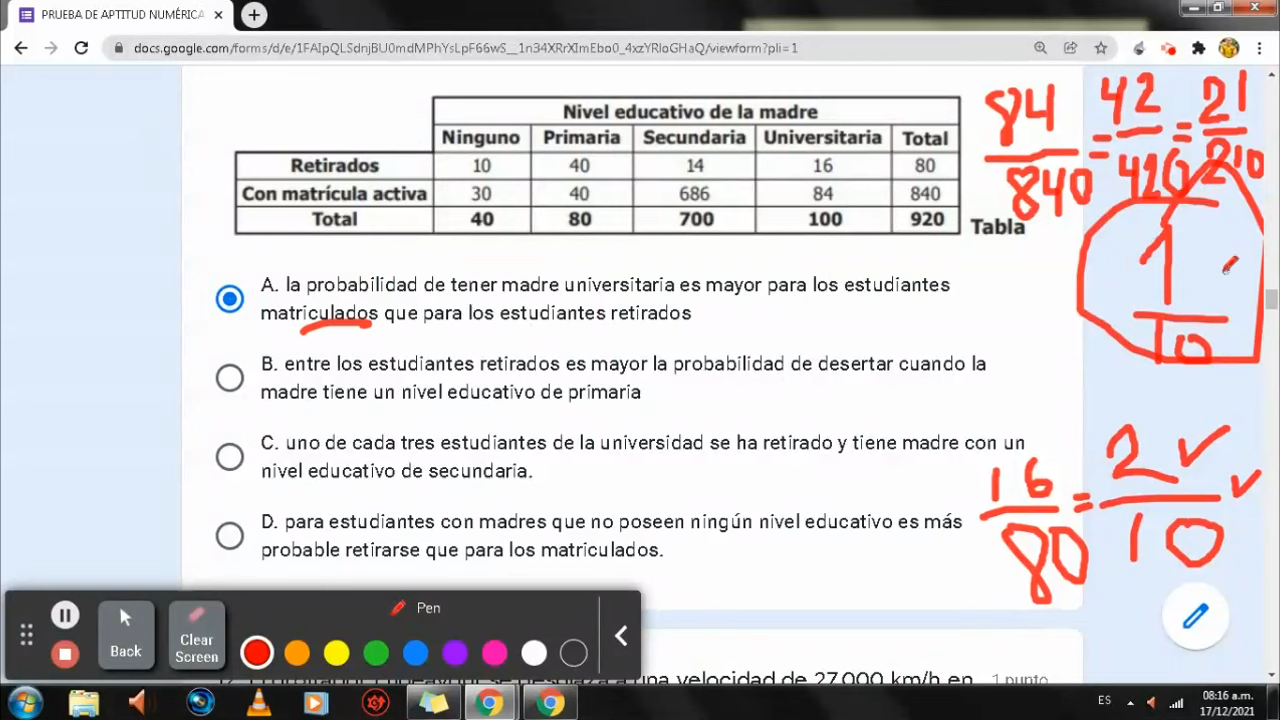 PRUEBA DE APTITUD NUMÉRICA
docs.google.com/forms/d/e/1FAIpQLSdnjBU0mdMPhYsLpF66wS__1n34XRrXImEbo0_4xzYRloGHaQ/viewform?pli=1
Nivel educativo de la madre
Ninguno Primaria Secundaria Universitaria Total
Retirados 10 40 14 16 80
Con matrícula activa 30 40 686 84 840
Total 40 80 700 100 920
Tabla
84/840 = 42/420 = 21/210
1/10
A. la probabilidad de tener madre universitaria es mayor para los estudiantes
matriculados que para los estudiantes retirados
B. entre los estudiantes retirados es mayor la probabilidad de desertar cuando la
madre tiene un nivel educativo de primaria
C. uno de cada tres estudiantes de la universidad se ha retirado y tiene madre con un
nivel educativo de secundaria.
D. para estudiantes con madres que no poseen ningún nivel educativo es más
probable retirarse que para los matriculados.
16/80 = 2/10
Pen
Back
Clear
Screen
una velocidad de 27.000 km/h en
1 punto
ES
08:16 a.m.
17/12/2021